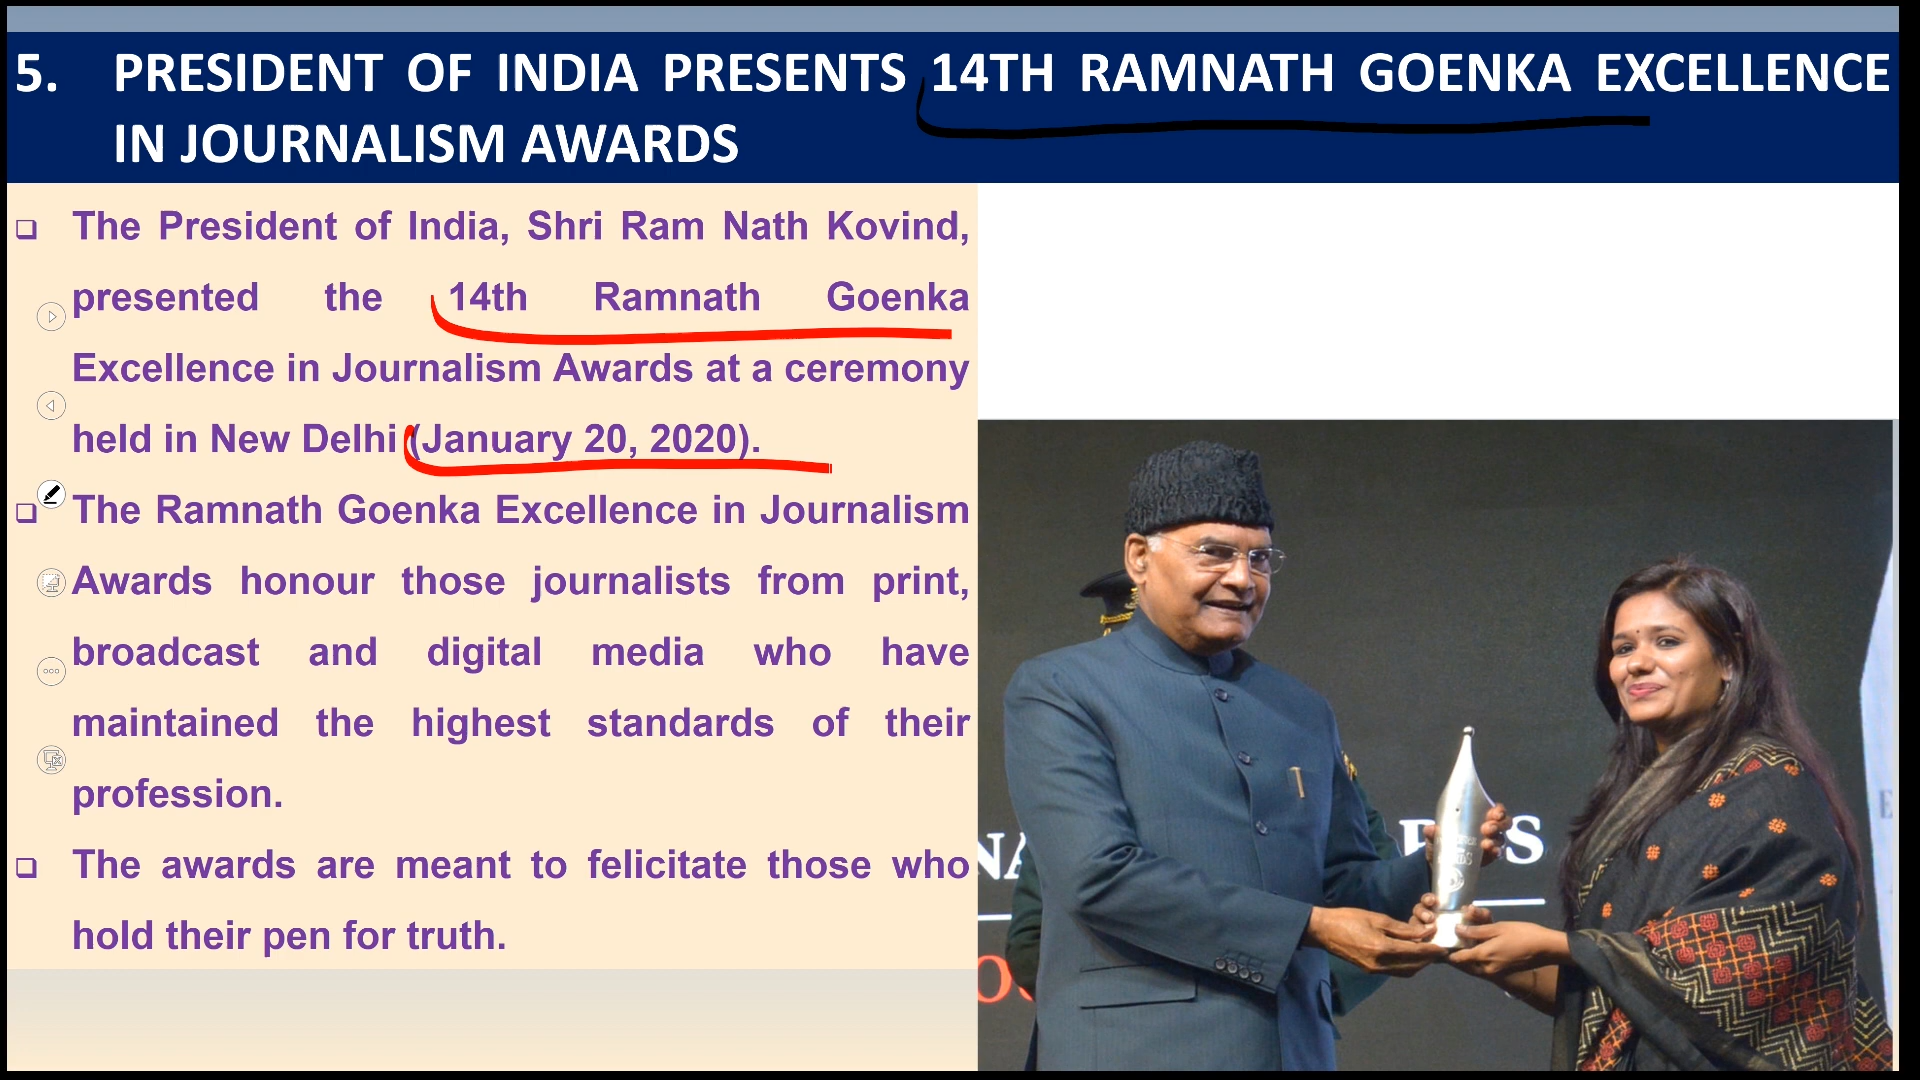 5. PRESIDENT OF INDIA PRESENTS 14TH RAMNATH GOENKA EXCELLENCE
IN JOURNALISM AWARDS
The President of India, Shri Ram Nath Kovind,
presented the 14th Ramnath Goenka
Excellence in Journalism Awards at a ceremony
held in New Delhi (January 20, 2020).
The Ramnath Goenka Excellence in Journalism
Awards honour those journalists from print,
broadcast and digital media who have
maintained the highest standards of their
profession.
The awards are meant to felicitate those who
hold their pen for truth.